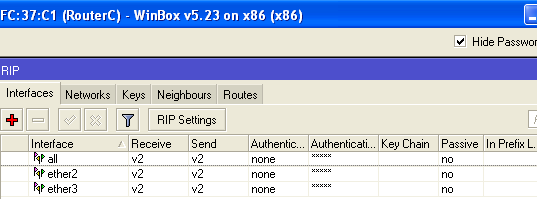 FC:37:C1 (RouterC) - WinBox v5.23 on x86 (x86)
Hide Passwo
RIP
Interfaces Networks Keys Neighbours Routes
RIP Settings
Interface Receive Send Authentic... Authenticati... Key Chain Passive In Prefix L...
all v2 v2 none ***** no
ether2 v2 v2 none ***** no
ether3 v2 v2 none ***** no